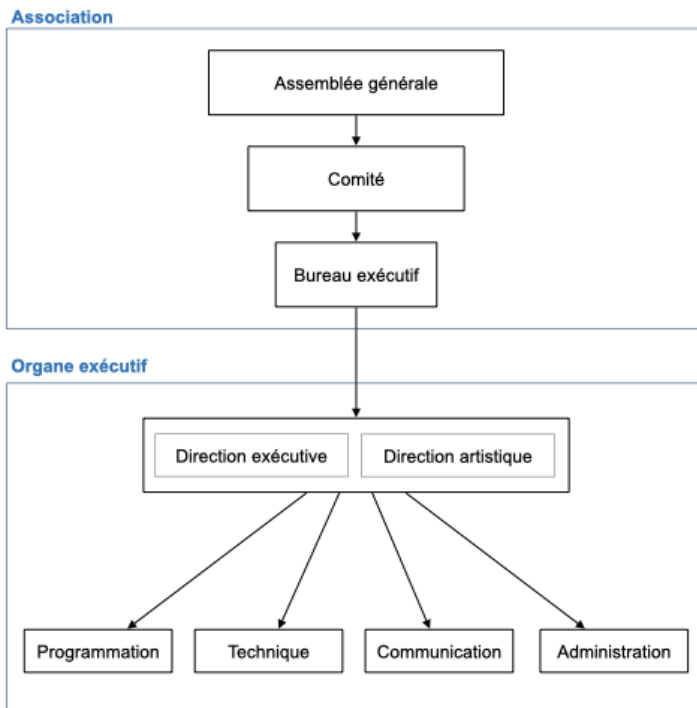 Association
Assemblée générale
Comité
Bureau exécutif
Organe exécutif
Direction exécutive
Direction artistique
Programmation
Technique
Communication
Administration